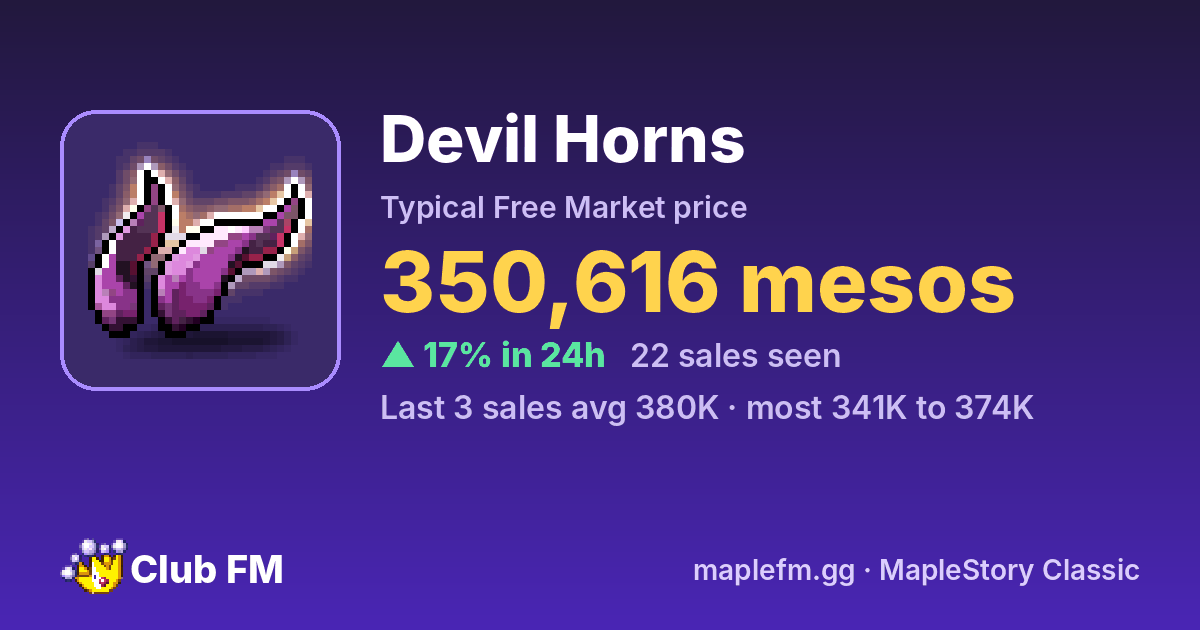 Devil Horns
Typical Free Market price
350,616 mesos
▲ 17% in 24h 22 sales seen
Last 3 sales avg 380K · most 341K to 374K
Club FM
maplefm.gg · MapleStory Classic